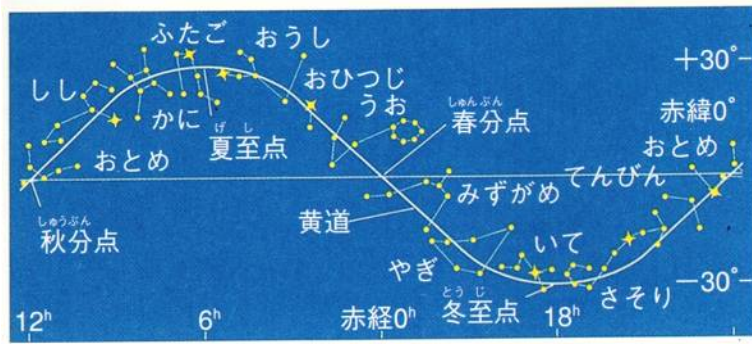 ふたご
おうし
+30°
しし
おひつじ
うお
かに
げし
夏至点
しゅんぶん
春分点
赤緯0°
おとめ
おとめ
みずがめ
てんびん
しゅうぶん
秋分点
黄道
やぎ
いて
とうじ
冬至点
さそり
−30°
12h
6h
赤経0h
18h